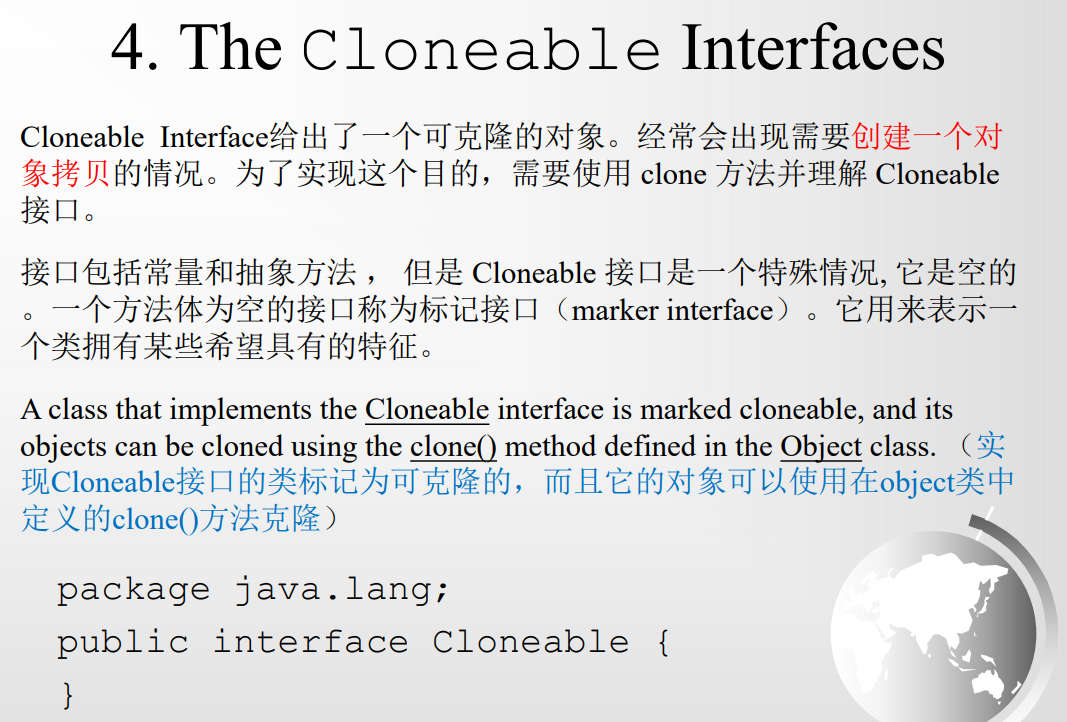 4. The Cloneable Interfaces
Cloneable Interface给出了一个可克隆的对象。经常会出现需要创建一个对
象拷贝的情况。为了实现这个目的，需要使用 clone 方法并理解 Cloneable
接口。
接口包括常量和抽象方法 ， 但是 Cloneable 接口是一个特殊情况, 它是空的
。一个方法体为空的接口称为标记接口（marker interface）。它用来表示一
个类拥有某些希望具有的特征。
A class that implements the Cloneable interface is marked cloneable, and its
objects can be cloned using the clone() method defined in the Object class. （实
现Cloneable接口的类标记为可克隆的，而且它的对象可以使用在object类中
定义的clone()方法克隆）
package java.lang;
public interface Cloneable {
}